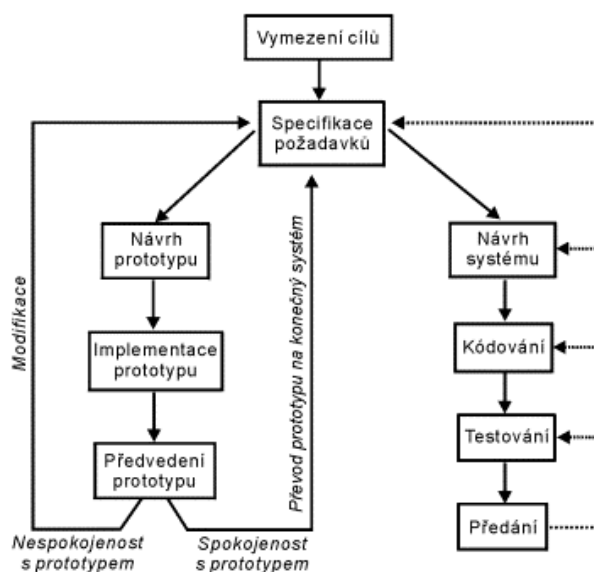 Vymezení cílů
Specifikace
požadavků
Návrh
prototypu
Implementace
prototypu
Předvedení
prototypu
Modifikace
Nespokojenost
s prototypem
Spokojenost
s prototypem
Převod prototypu na konečný systém
Návrh
systému
Kódování
Testování
Předání